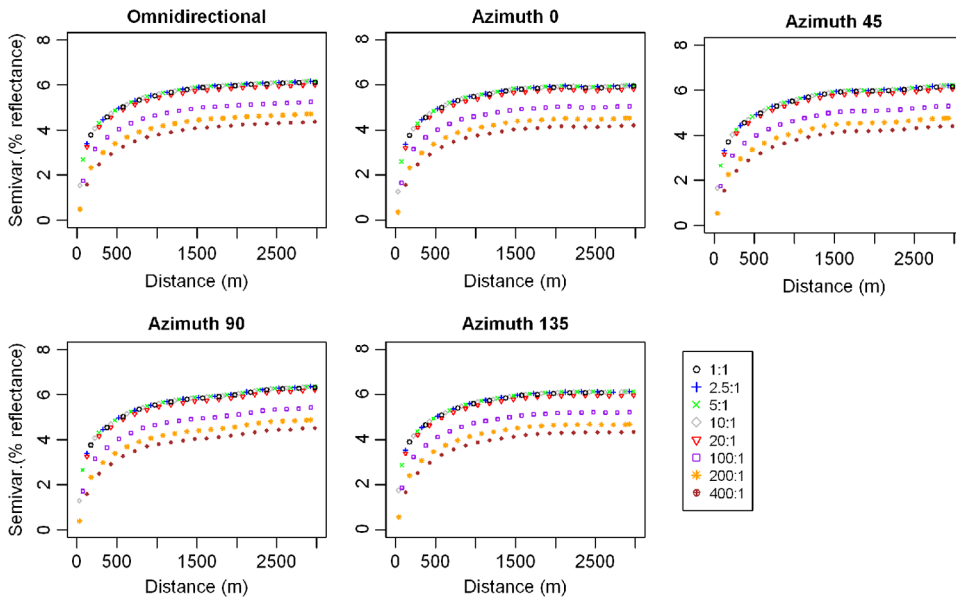 Omnidirectional
Azimuth 0
Azimuth 45
Semivar.(% reflectance)
8
6
4
2
0
8
6
4
2
0
8
6
4
2
0
0 500 1500 2500
0 500 1500 2500
0 500 1500 2500
Distance (m)
Distance (m)
Distance (m)
Azimuth 90
Azimuth 135
Semivar.(% reflectance)
8
6
4
2
0
8
6
4
2
0
0 500 1500 2500
0 500 1500 2500
Distance (m)
Distance (m)
1:1
2.5:1
5:1
10:1
20:1
100:1
200:1
400:1